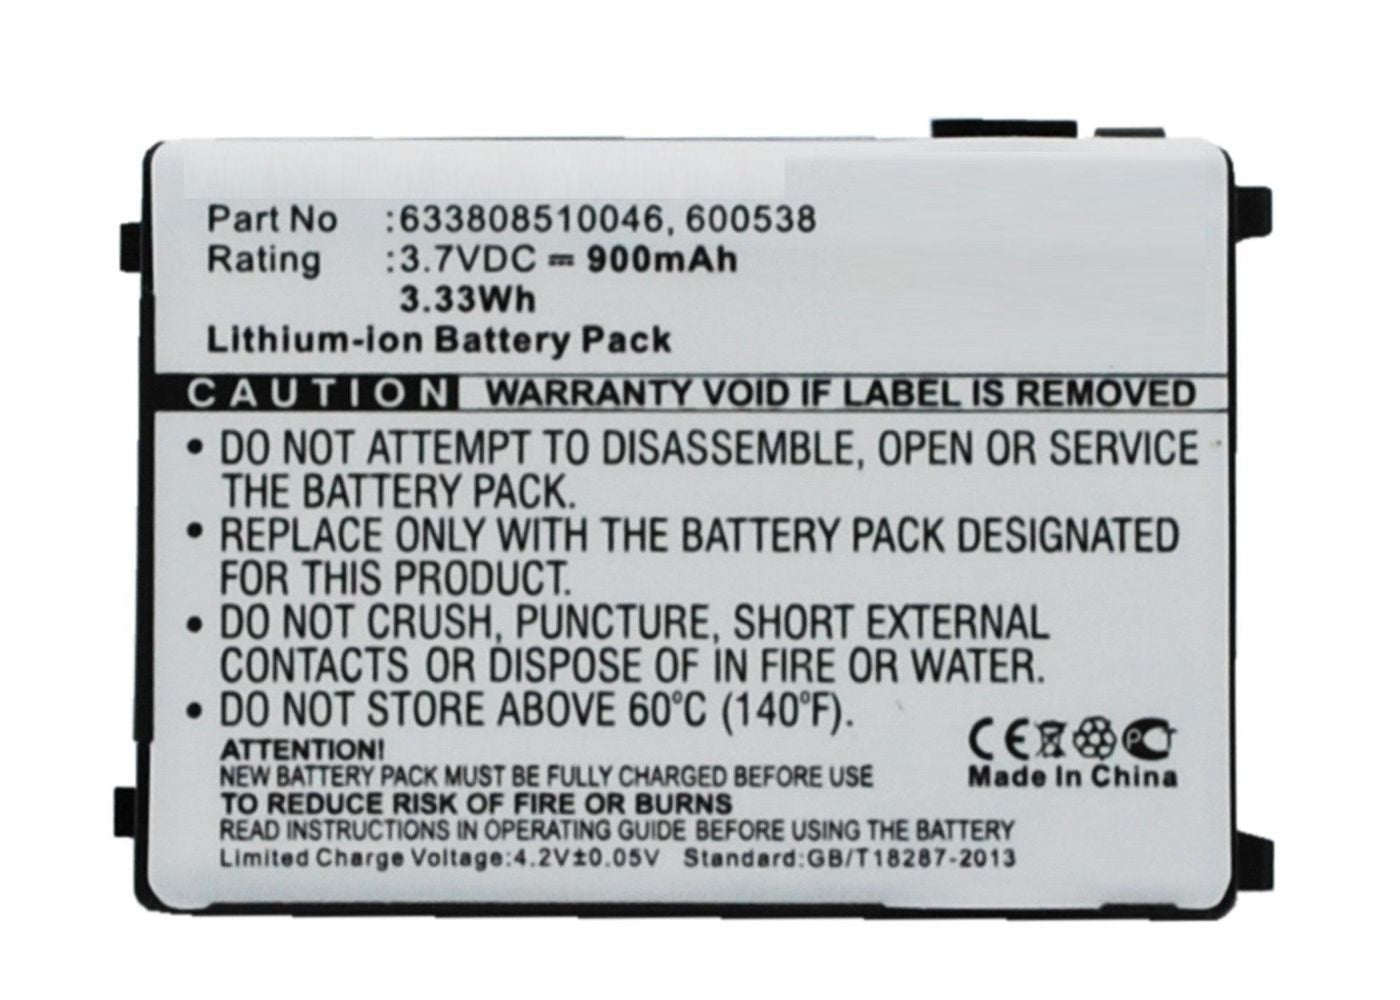 Part No :633808510046, 600538
Rating :3.7VDC ⎓ 900mAh
3.33Wh
Lithium-ion Battery Pack
CAUTION WARRANTY VOID IF LABEL IS REMOVED
• DO NOT ATTEMPT TO DISASSEMBLE, OPEN OR SERVICE
THE BATTERY PACK.
• REPLACE ONLY WITH THE BATTERY PACK DESIGNATED
FOR THIS PRODUCT.
• DO NOT CRUSH, PUNCTURE, SHORT EXTERNAL
CONTACTS OR DISPOSE OF IN FIRE OR WATER.
• DO NOT STORE ABOVE 60°C (140°F).
ATTENTION!
CE
NEW BATTERY PACK MUST BE FULLY CHARGED BEFORE USE
Made In China
TO REDUCE RISK OF FIRE OR BURNS
READ INSTRUCTIONS IN OPERATING GUIDE BEFORE USING THE BATTERY
Limited Charge Voltage:4.2V±0.05V Standard:GB/T18287-2013